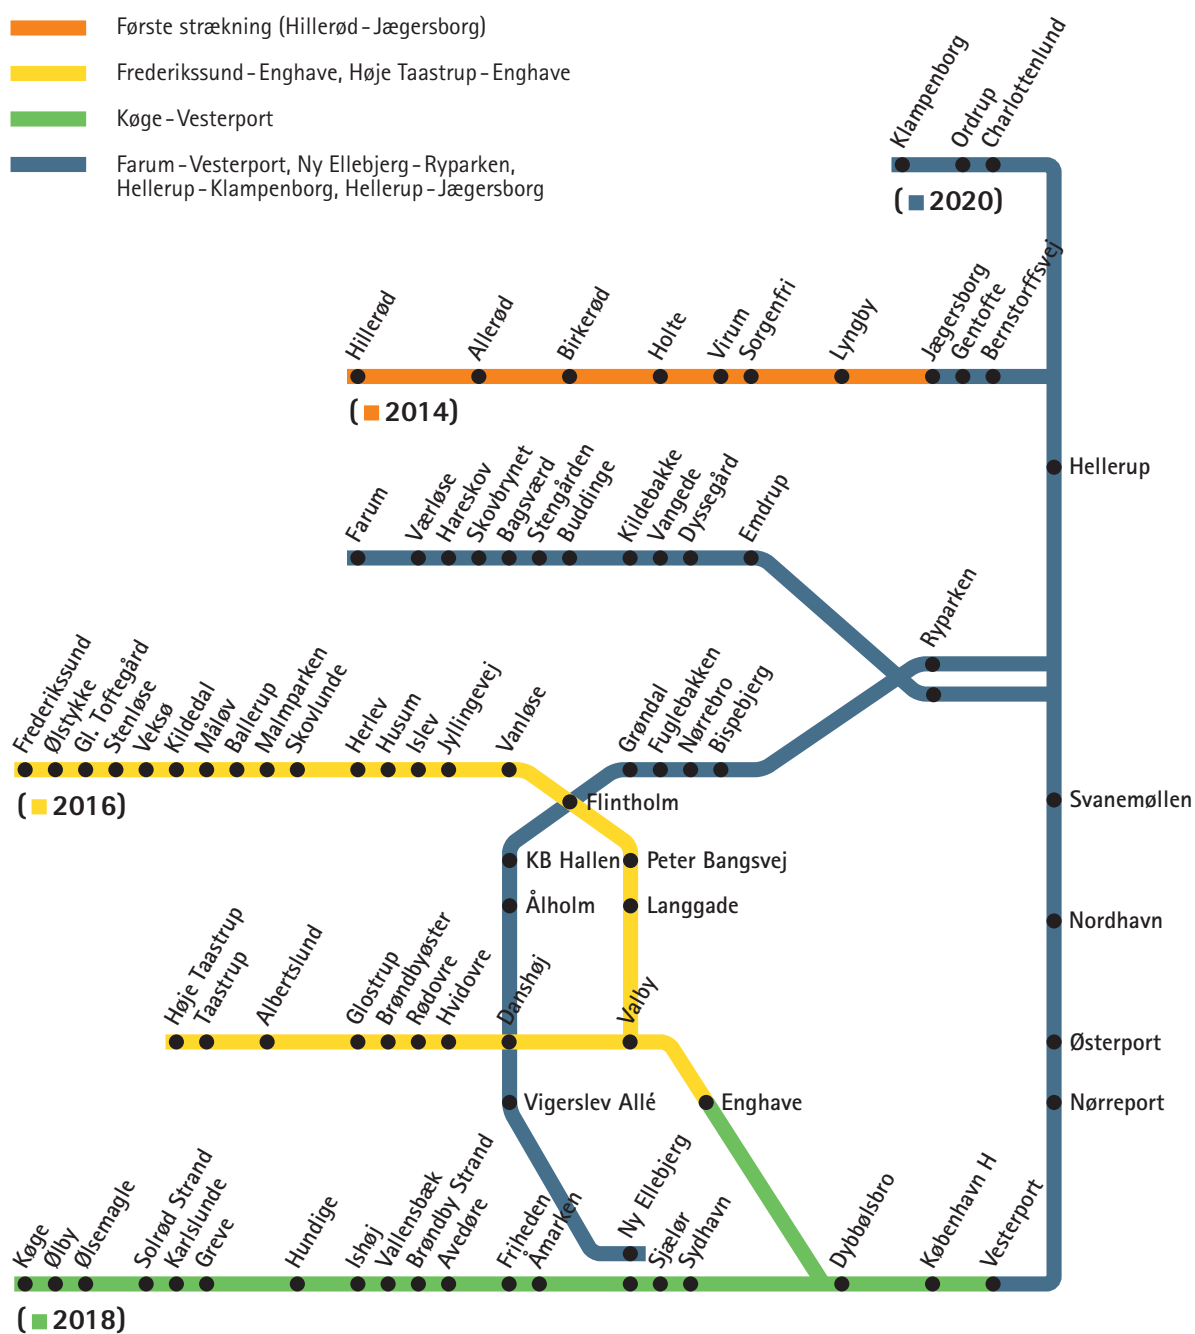 Første strækning (Hillerød-Jægersborg)
Frederikssund-Enghave, Høje Taastrup-Enghave
Køge-Vesterport
Farum-Vesterport, Ny Ellebjerg-Ryparken,
Hellerup-Klampenborg, Hellerup-Jægersborg
Klampenborg
Ordrup
Charlottenlund
(■2020)
Hillerød
Allerød
Birkerød
Holte
Virum
Sorgenfri
Lyngby
Jægersborg
Gentofte
Bernstorffsvej
(■2014)
Hellerup
Farum
Værløse
Hareskov
Skovbrynet
Bagsværd
Stengården
Buddinge
Kildebakke
Vangede
Dyssegård
Emdrup
Ryparken
Frederikssund
Ølstykke
Gl. Toftegård
Stenløse
Veksø
Kildedal
Måløv
Ballerup
Malmparken
Skovlunde
Herlev
Husum
Islev
Jyllingevej
Vanløse
Grøndal
Fuglebakken
Nørrebro
Bispebjerg
(■2016)
Flintholm
Svanemøllen
KB Hallen
Peter Bangsvej
Ålholm
Langgade
Nordhavn
Høje Taastrup
Taastrup
Albertslund
Glostrup
Brøndbyøster
Rødovre
Hvidovre
Danshøj
Valby
Østerport
Vigerslev Allé
Enghave
Nørreport
Ny Ellebjerg
Køge
Ølby
Ølsemagle
Solrød Strand
Karlslunde
Greve
Hundige
Ishøj
Vallensbæk
Brøndby Strand
Avedøre
Friheden
Åmarken
Sjælør
Sydhavn
Dybbølsbro
København H
Vesterport
(■2018)